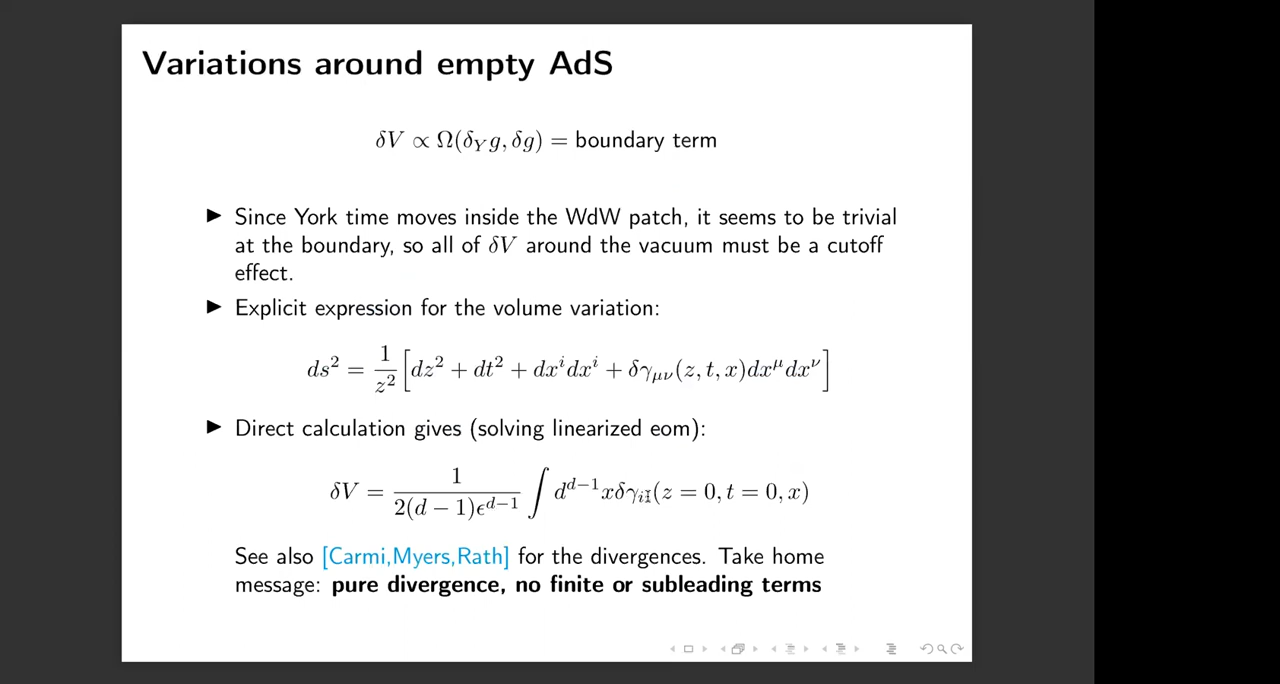 Variations around empty AdS
δV ∝ Ω(δ_Y g, δg) = boundary term
▶ Since York time moves inside the WdW patch, it seems to be trivial
at the boundary, so all of δV around the vacuum must be a cutoff
effect.
▶ Explicit expression for the volume variation:
ds² = 1/z² [dz² + dt² + dxⁱdxⁱ + δγ_μν(z, t, x)dx^μ dx^ν]
▶ Direct calculation gives (solving linearized eom):
δV = 1/(2(d − 1)ϵ^{d−1}) ∫ d^{d−1}xδγ_ii(z = 0, t = 0, x)
See also [Carmi,Myers,Rath] for the divergences. Take home
message: pure divergence, no finite or subleading terms